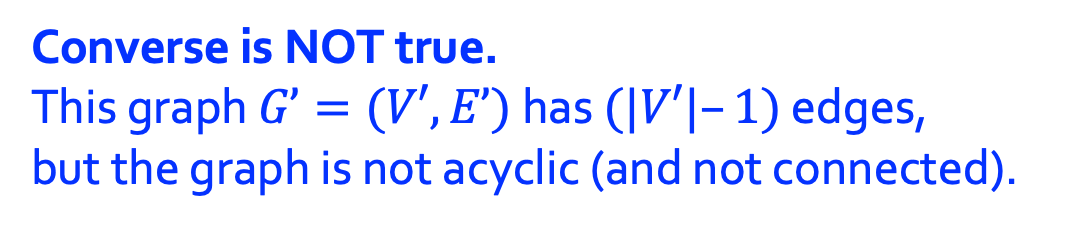 Converse is NOT true.
This graph G’ = (V′, E’) has (|V′|– 1) edges,
but the graph is not acyclic (and not connected).